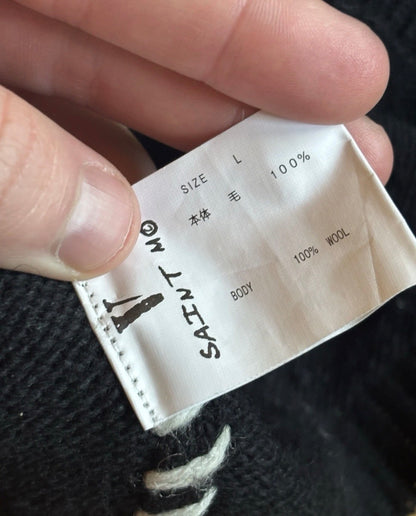 SAINT M©
SIZE L
本体 毛 100%
BODY 100% WOOL